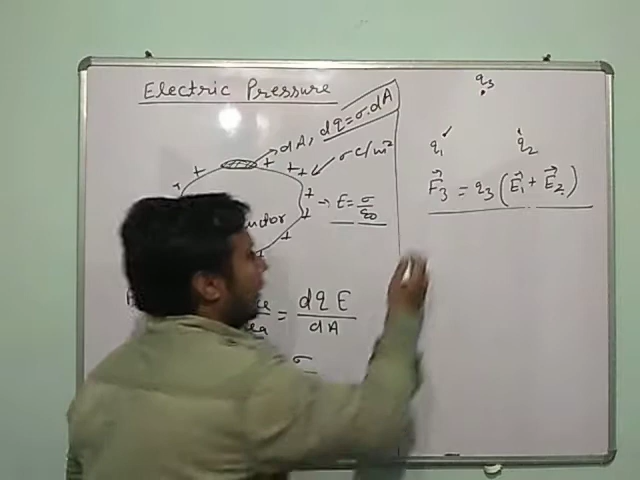 Electric Pressure
dA, dq=σ.dA
σ c/m²
→ E = σ/ε₀
= dq E / dA
σ
q₃
q₁
q₂
F⃗₃ = q₃(E⃗₁ + E⃗₂)